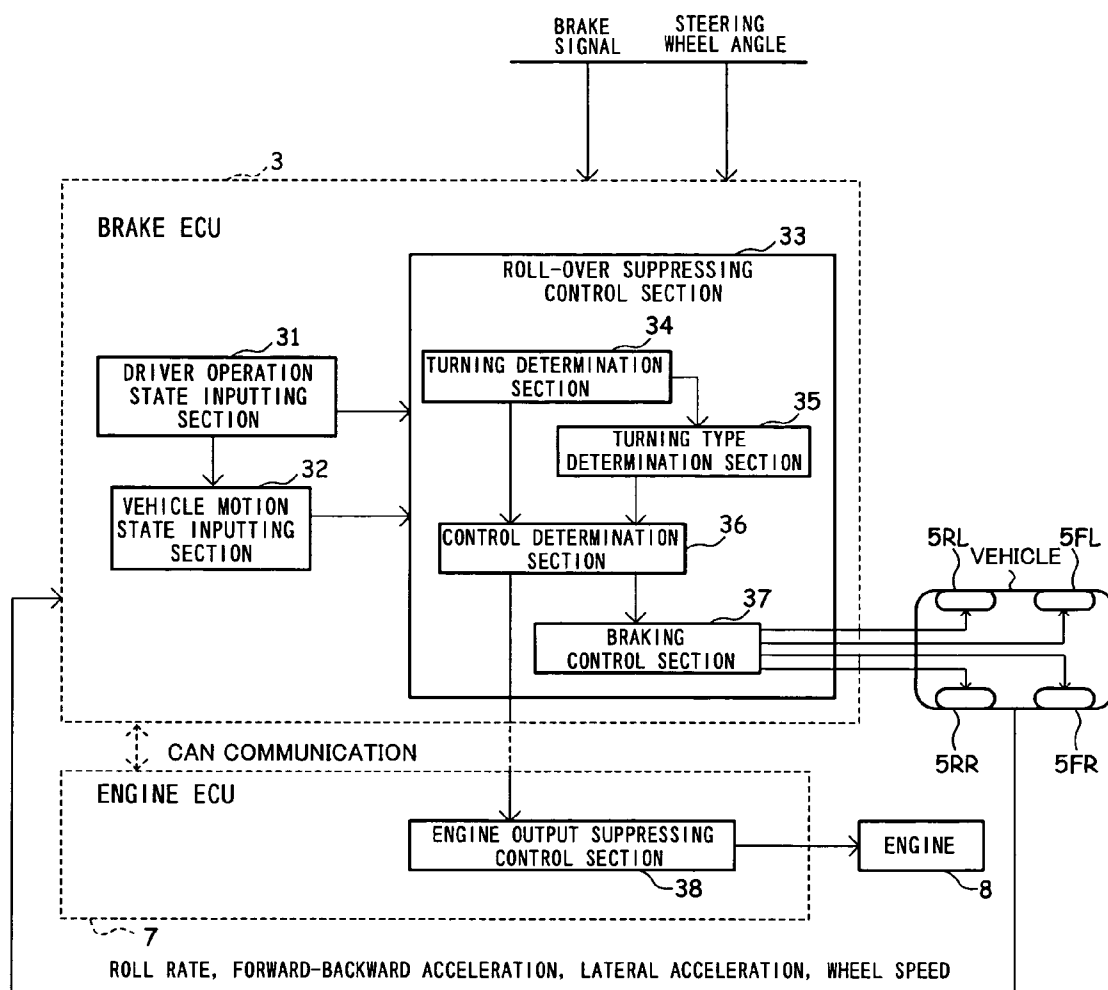 BRAKE
SIGNAL
STEERING
WHEEL ANGLE
3
BRAKE ECU
33
ROLL-OVER SUPPRESSING
CONTROL SECTION
31
DRIVER OPERATION
STATE INPUTTING
SECTION
34
TURNING DETERMINATION
SECTION
35
TURNING TYPE
DETERMINATION SECTION
32
VEHICLE MOTION
STATE INPUTTING
SECTION
CONTROL DETERMINATION
SECTION
36
37
BRAKING
CONTROL SECTION
5RL
VEHICLE
5FL
5RR
5FR
CAN COMMUNICATION
ENGINE ECU
ENGINE OUTPUT SUPPRESSING
CONTROL SECTION
38
ENGINE
8
7
ROLL RATE, FORWARD-BACKWARD ACCELERATION, LATERAL ACCELERATION, WHEEL SPEED